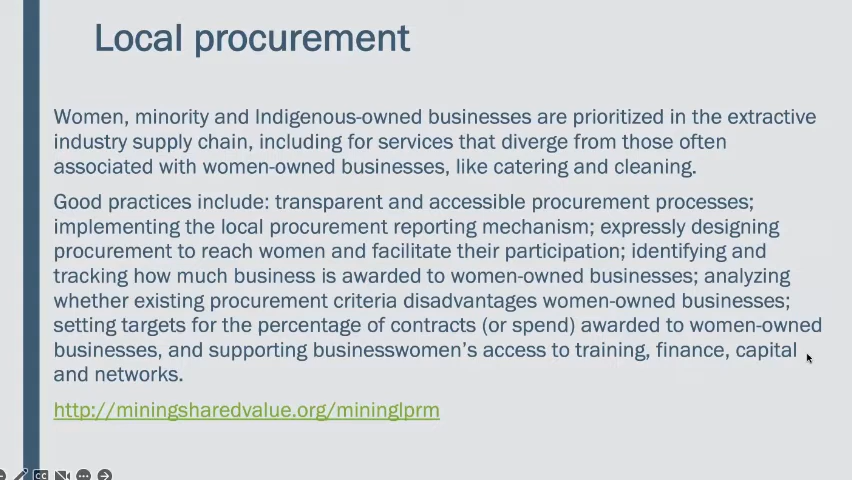 Local procurement
Women, minority and Indigenous-owned businesses are prioritized in the extractive
industry supply chain, including for services that diverge from those often
associated with women-owned businesses, like catering and cleaning.
Good practices include: transparent and accessible procurement processes;
implementing the local procurement reporting mechanism; expressly designing
procurement to reach women and facilitate their participation; identifying and
tracking how much business is awarded to women-owned businesses; analyzing
whether existing procurement criteria disadvantages women-owned businesses;
setting targets for the percentage of contracts (or spend) awarded to women-owned
businesses, and supporting businesswomen's access to training, finance, capital
and networks.
http://miningsharedvalue.org/mininglprm
CC